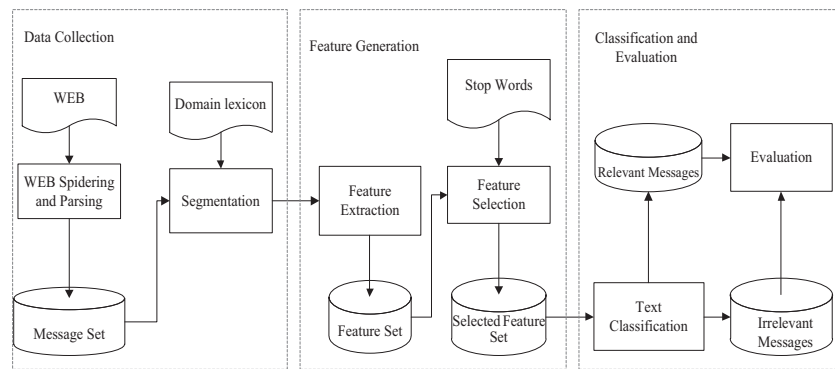 Data Collection
WEB
Domain lexicon
WEB Spidering
and Parsing
Segmentation
Message Set
Feature Generation
Stop Words
Feature
Extraction
Feature
Selection
Feature Set
Selected Feature
Set
Classification and
Evaluation
Relevant Messages
Evaluation
Text
Classification
Irrelevant
Messages